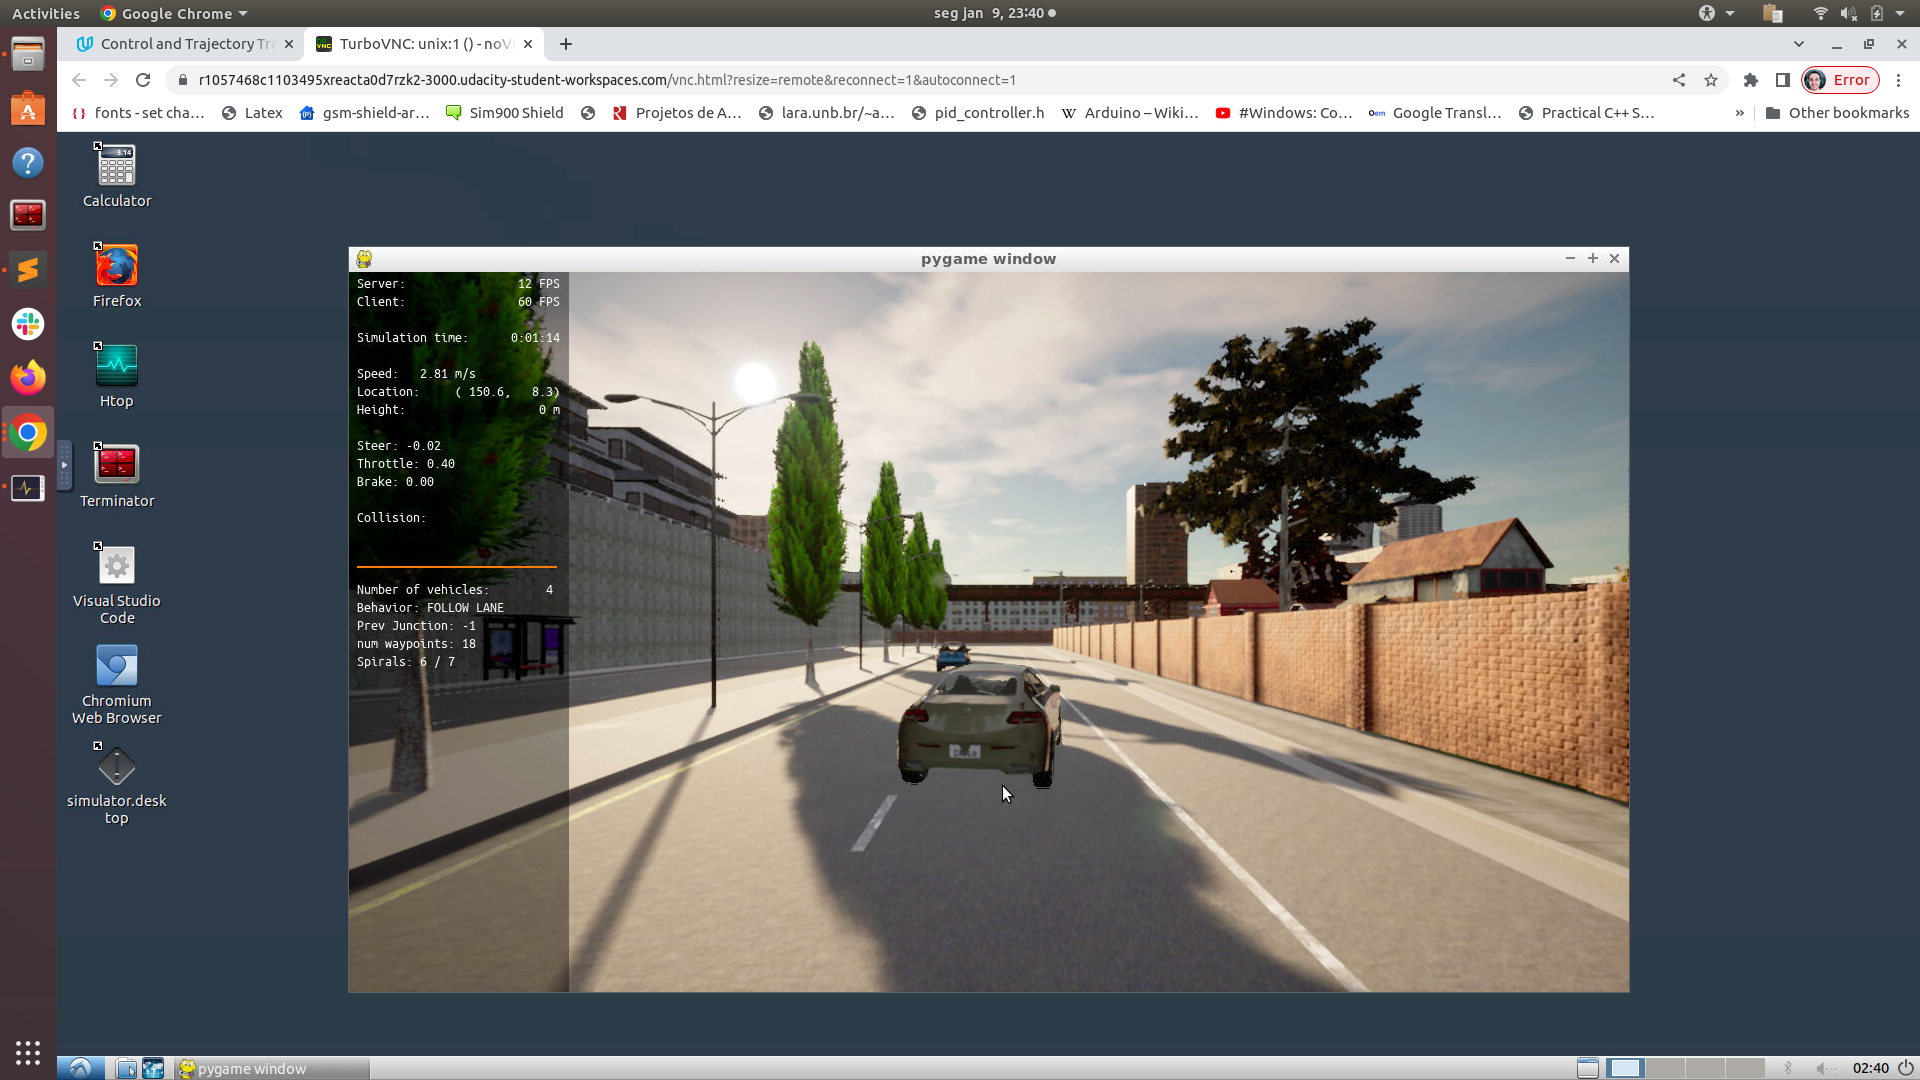 Activities Google Chrome seg jan 9, 23:40
Control and Trajectory Tra TurboVNC: unix:1 () - noV
r1057468c1103495xreacta0d7rzk2-3000.udacity-student-workspaces.com/vnc.html?resize=remote&reconnect=1&autoconnect=1 Error
fonts - set cha… Latex gsm-shield-ar… Sim900 Shield Projetos de A… lara.unb.br/~a… pid_controller.h Arduino – Wiki… #Windows: Co… Google Transl… Practical C++ S… » Other bookmarks
3.14
Calculator
Firefox
Htop
Terminator
Visual Studio
Code
Chromium
Web Browser
simulator.desk
top
pygame window
Server: 12 FPS
Client: 60 FPS
Simulation time: 0:01:14
Speed: 2.81 m/s
Location: ( 150.6, 8.3)
Height: 0 m
Steer: -0.02
Throttle: 0.40
Brake: 0.00
Collision:
Number of vehicles: 4
Behavior: FOLLOW LANE
Prev Junction: -1
num waypoints: 18
Spirals: 6 / 7
pygame window 02:40